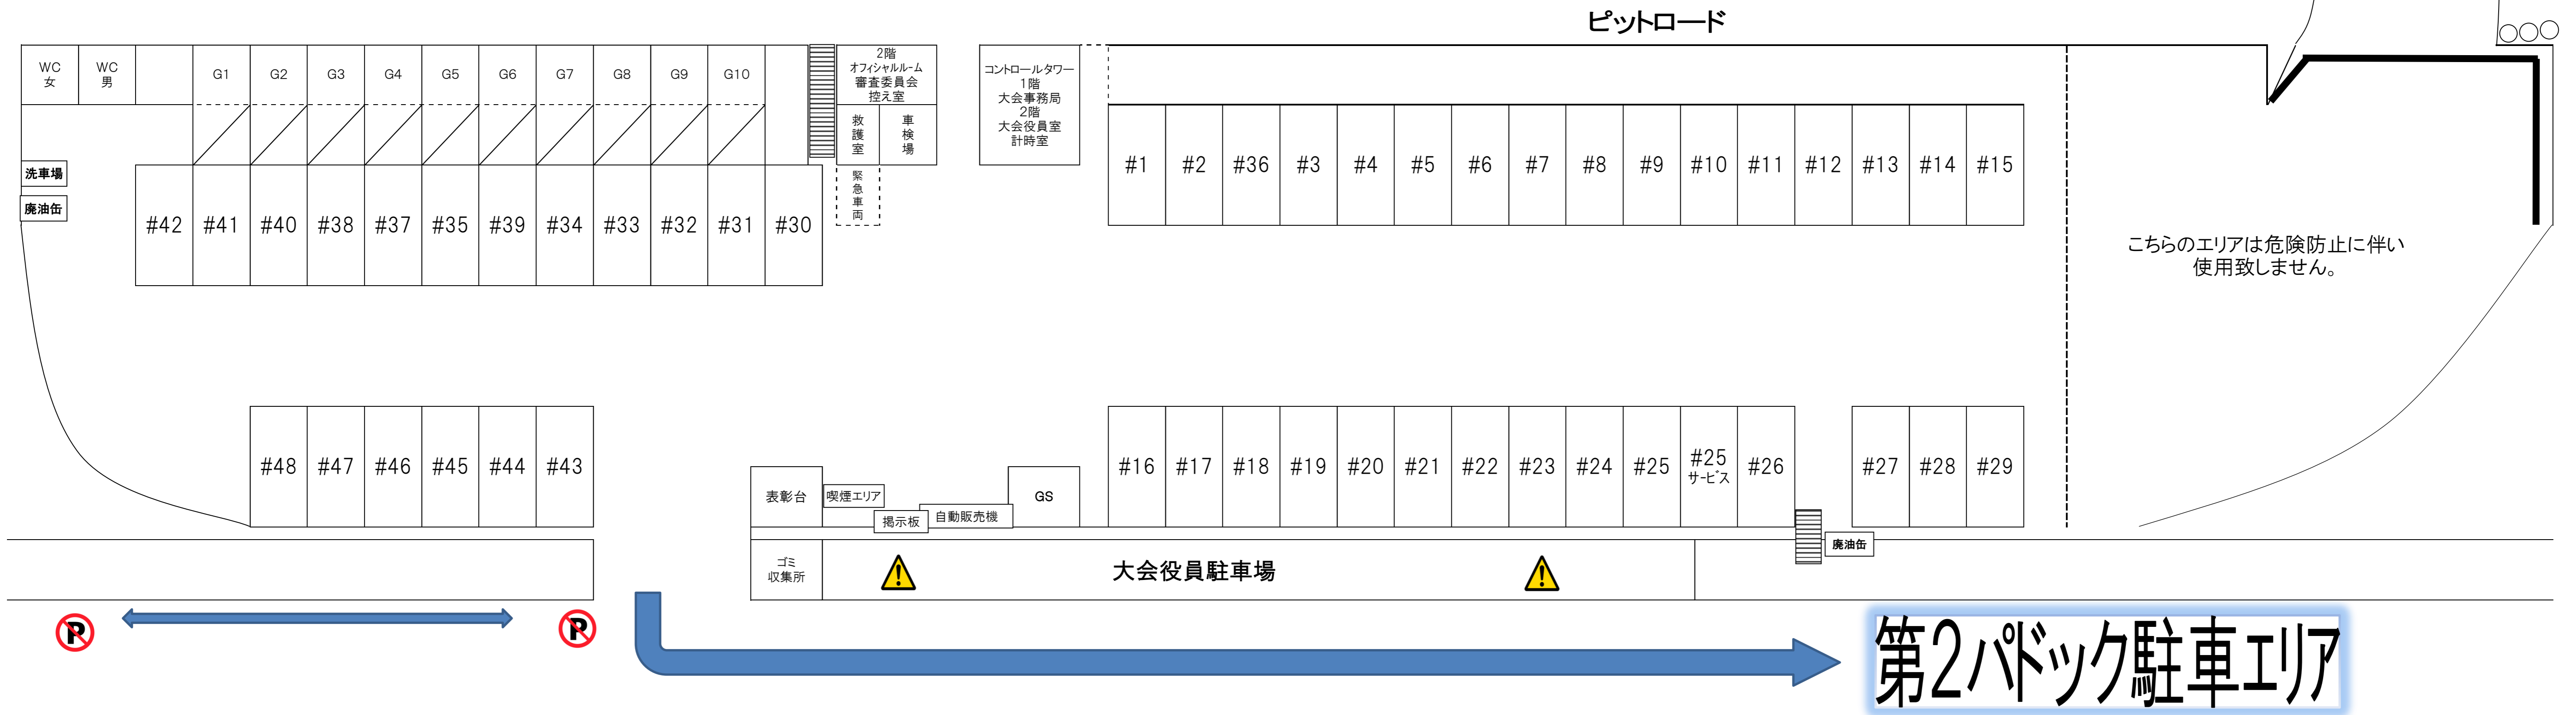 ピットロード
WC
女
WC
男
G1
G2
G3
G4
G5
G6
G7
G8
G9
G10
2階
オフィシャルルーム
審査委員会
控え室
救護室
車検場
緊急車両
コントロールタワー
1階
大会事務局
2階
大会役員室
計時室
#1
#2
#36
#3
#4
#5
#6
#7
#8
#9
#10
#11
#12
#13
#14
#15
洗車場
廃油缶
#42
#41
#40
#38
#37
#35
#39
#34
#33
#32
#31
#30
こちらのエリアは危険防止に伴い
使用致しません。
#48
#47
#46
#45
#44
#43
表彰台
喫煙エリア
掲示板
自動販売機
GS
#16
#17
#18
#19
#20
#21
#22
#23
#24
#25
#25
サービス
#26
#27
#28
#29
廃油缶
ゴミ
収集所
大会役員駐車場
P
P
第2パドック駐車エリア